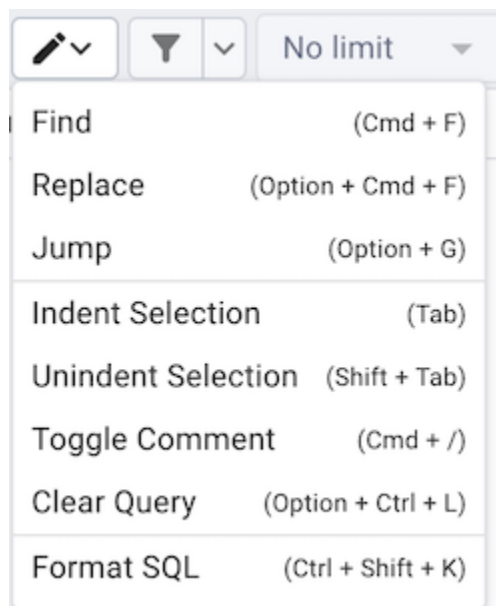 No limit
Find (Cmd + F)
Replace (Option + Cmd + F)
Jump (Option + G)
Indent Selection (Tab)
Unindent Selection (Shift + Tab)
Toggle Comment (Cmd + /)
Clear Query (Option + Ctrl + L)
Format SQL (Ctrl + Shift + K)